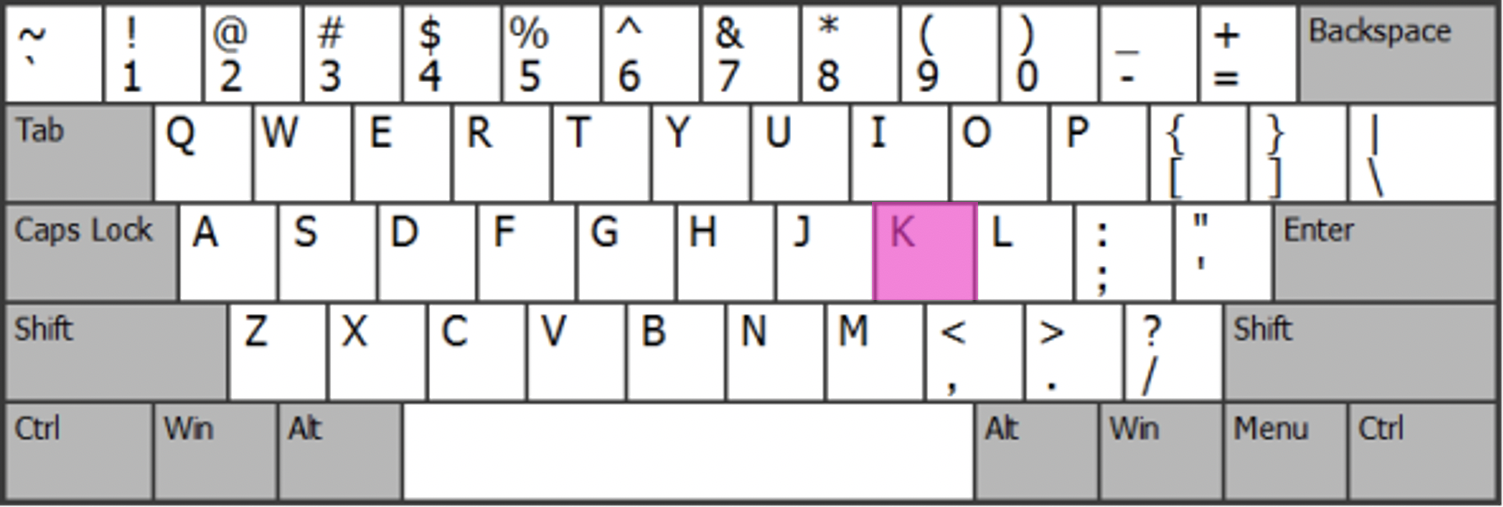 ~ ! @ # $ % ^ & * ( ) _ + Backspace
` 1 2 3 4 5 6 7 8 9 0 - =
Tab Q W E R T Y U I O P { } |
[ ] \
Caps Lock A S D F G H J K L : " Enter
; '
Shift Z X C V B N M < > ? Shift
, . /
Ctrl Win Alt Alt Win Menu Ctrl